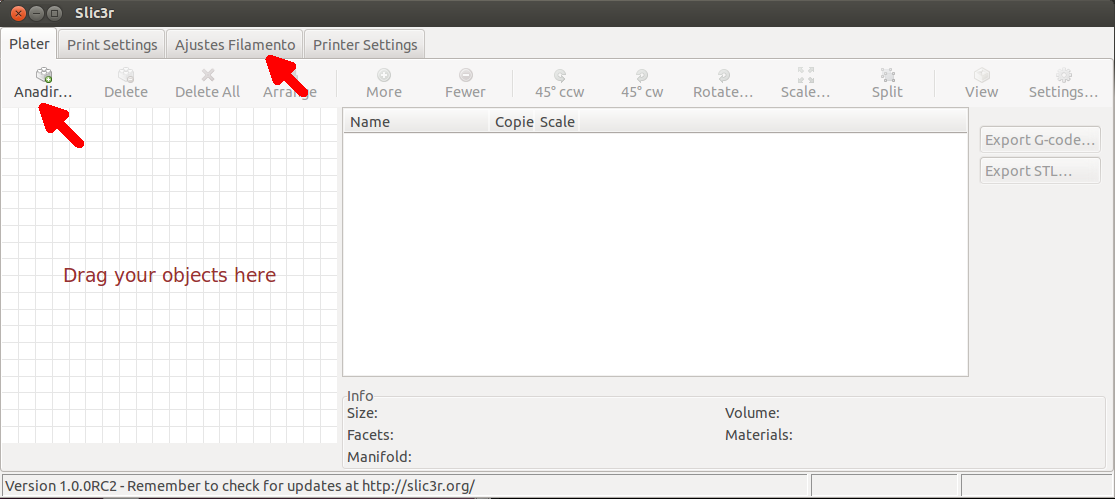 Slic3r
Plater Print Settings Ajustes Filamento Printer Settings
Anadir... Delete Delete All Arrange More Fewer 45° ccw 45° cw Rotate... Scale... Split View Settings...
Name Copie Scale
Export G-code...
Export STL...
Drag your objects here
Info
Size: Volume:
Facets: Materials:
Manifold:
Version 1.0.0RC2 - Remember to check for updates at http://slic3r.org/